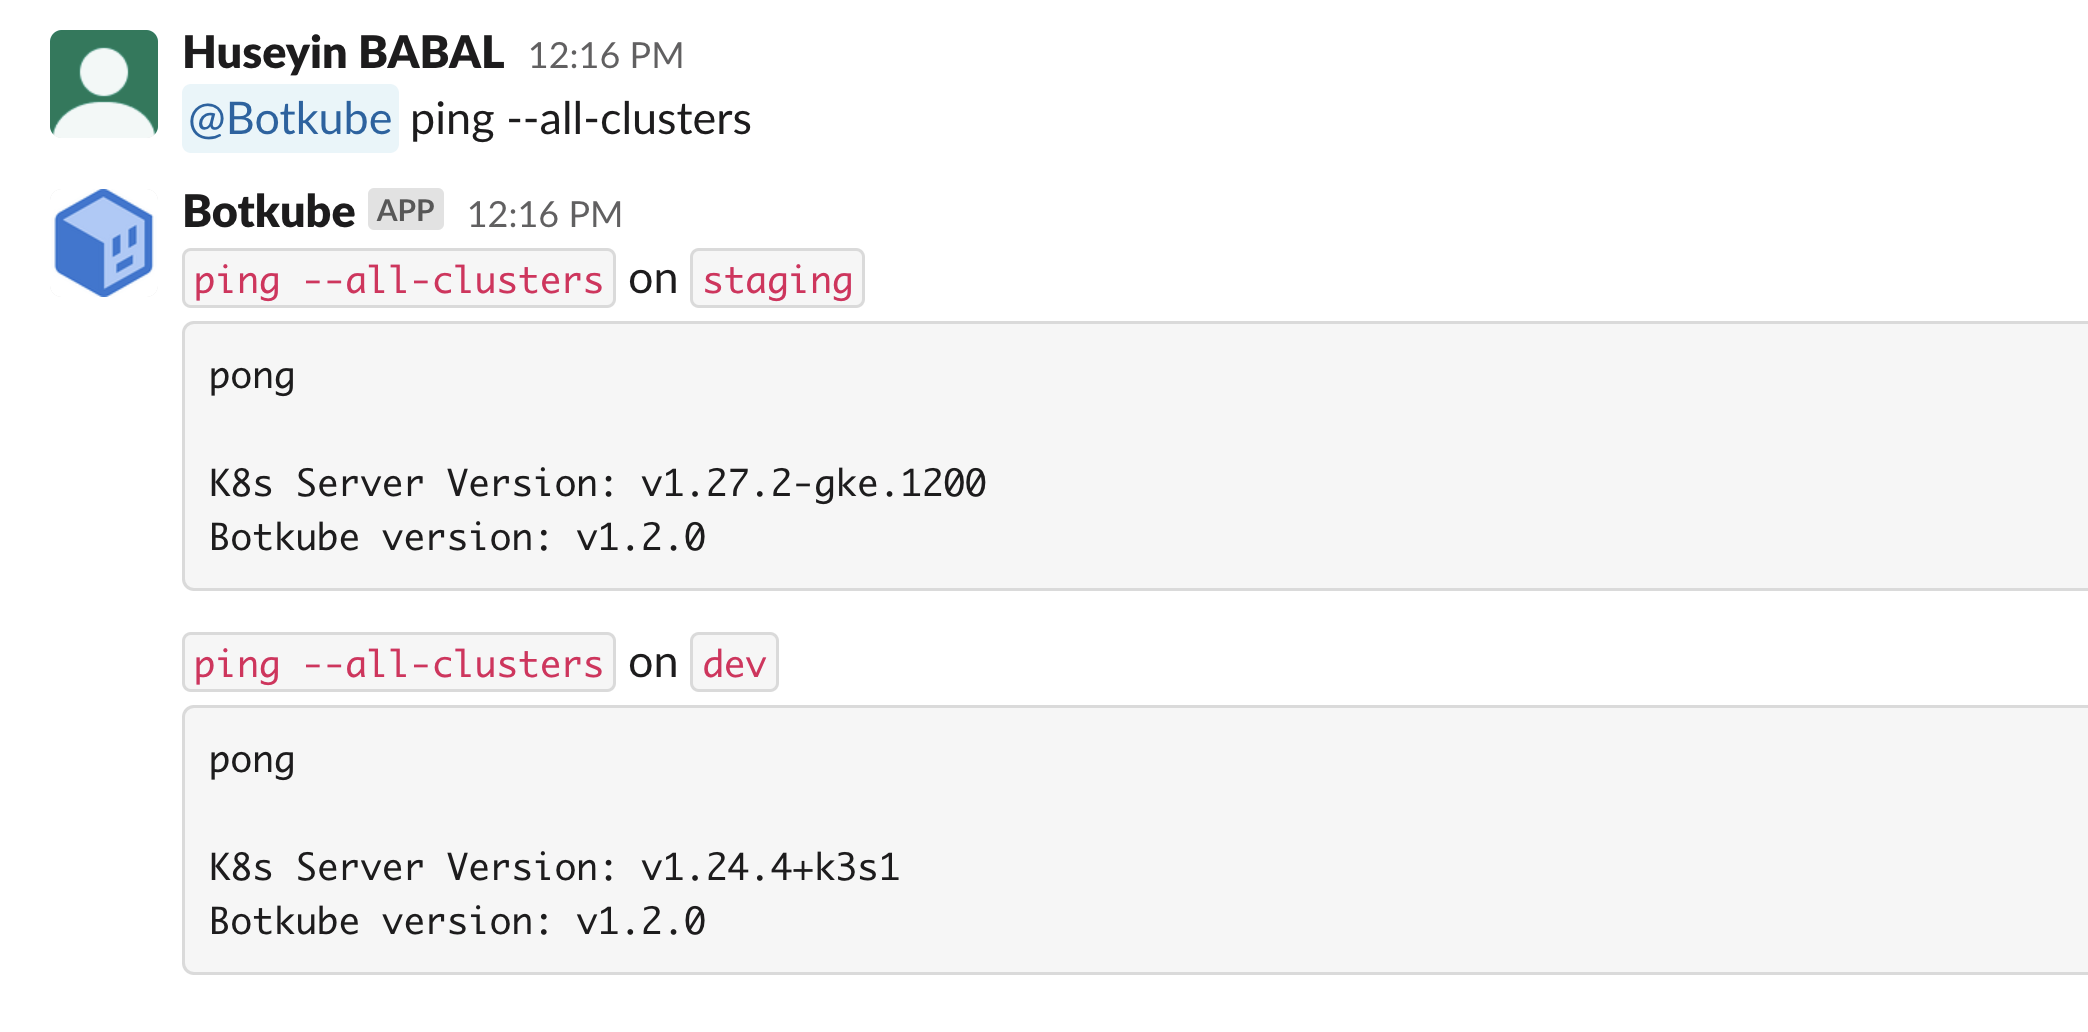 Huseyin BABAL 12:16 PM
@Botkube ping --all-clusters
Botkube APP 12:16 PM
ping --all-clusters on staging
pong
K8s Server Version: v1.27.2-gke.1200
Botkube version: v1.2.0
ping --all-clusters on dev
pong
K8s Server Version: v1.24.4+k3s1
Botkube version: v1.2.0